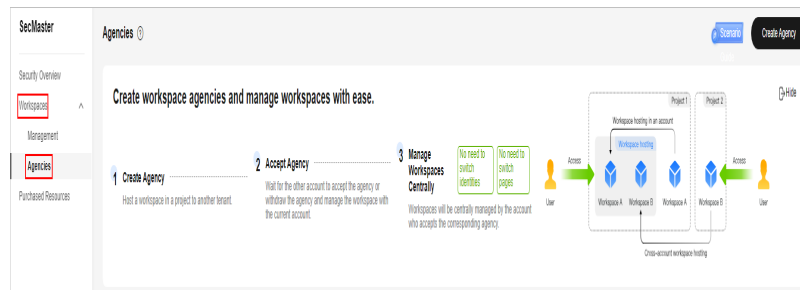 SecMaster
Security Overview
Workspaces
Management
Agencies
Purchased Resources
Agencies
Scenario
Create Agency
Create workspace agencies and manage workspaces with ease.
Hide
1 Create Agency
Host a workspace in a project to another tenant.
2 Accept Agency
Wait for the other account to accept the agency or
withdraw the agency and manage the workspace with
the current account.
3 Manage
Workspaces
Centrally
No need to
switch
identities
No need to
switch
pages
Workspaces will be centrally managed by the account
who accepts the corresponding agency.
Project 1
Project 2
Workspace hosting in an account
Workspace hosting
Access
Access
User
Workspace A
Workspace B
Workspace A
Workspace B
User
Cross-account workspace hosting